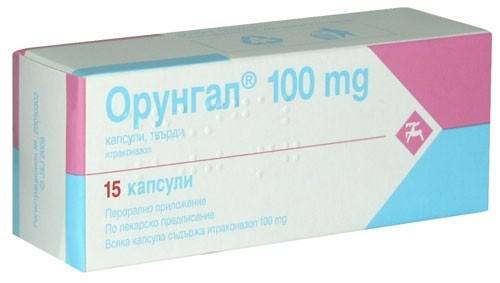 Орунгал® 100 mg
капсули, твърди
итраконазол
15 капсули
Перорално приложение
По лекарско предписание
Всяка капсула съдържа итраконазол 100 mg